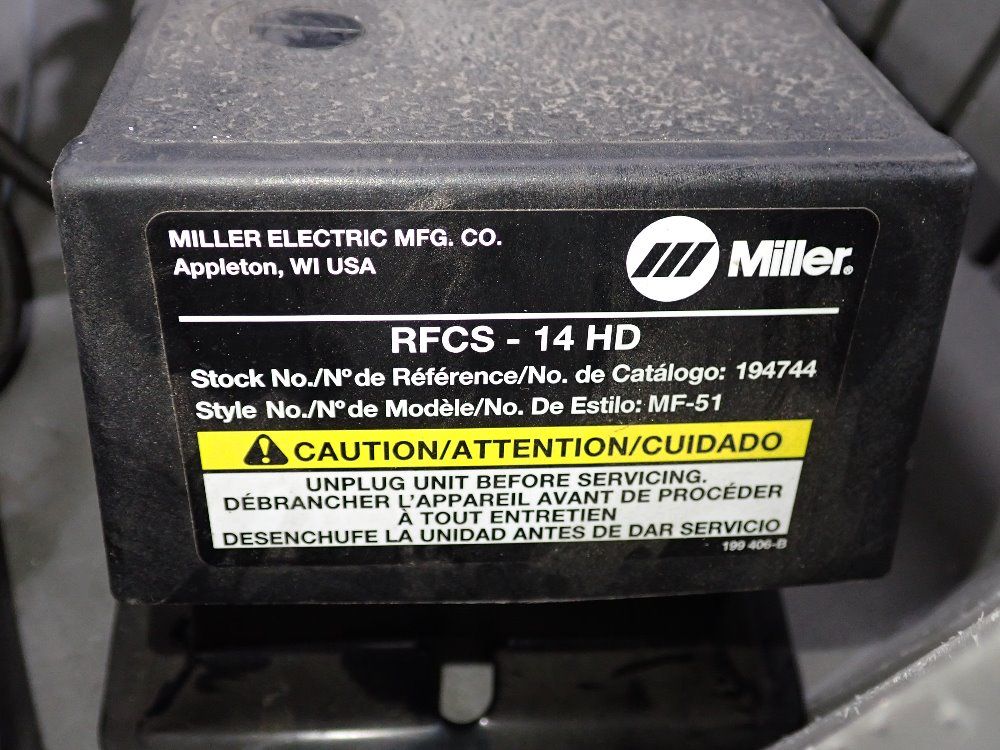 MILLER ELECTRIC MFG. CO.
Appleton, WI USA
Miller®
RFCS - 14 HD
Stock No./Nº de Référence/No. de Catálogo: 194744
Style No./Nº de Modèle/No. De Estilo: MF-51
CAUTION/ATTENTION/CUIDADO
UNPLUG UNIT BEFORE SERVICING.
DÉBRANCHER L'APPAREIL AVANT DE PROCÉDER
À TOUT ENTRETIEN
DESENCHUFE LA UNIDAD ANTES DE DAR SERVICIO
199 406-B